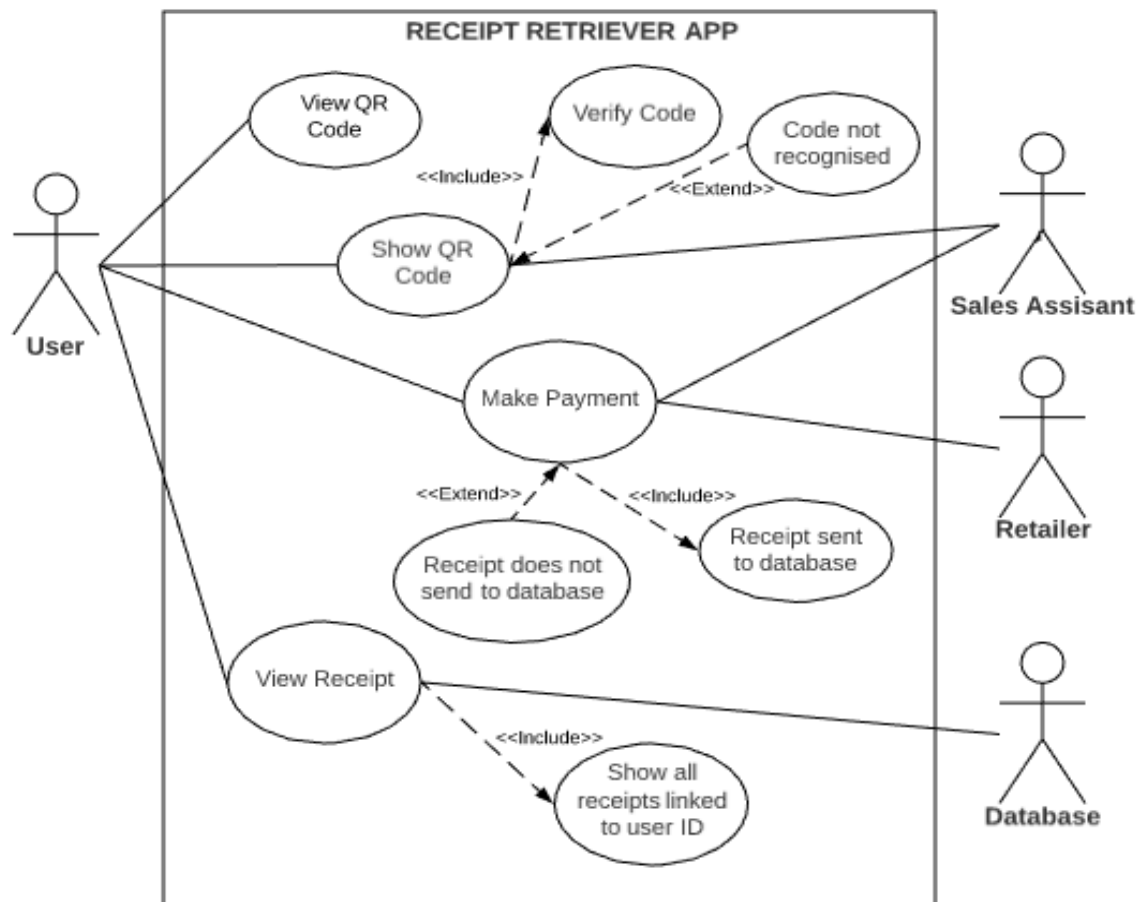 RECEIPT RETRIEVER APP
View QR
Code
Verify Code
Code not
recognised
<<Include>>
<<Extend>>
Show QR
Code
Sales Assisant
User
Make Payment
<<Extend>>
<<Include>>
Receipt sent
to database
Receipt does not
send to database
Retailer
View Receipt
<<Include>>
Show all
receipts linked
to user ID
Database